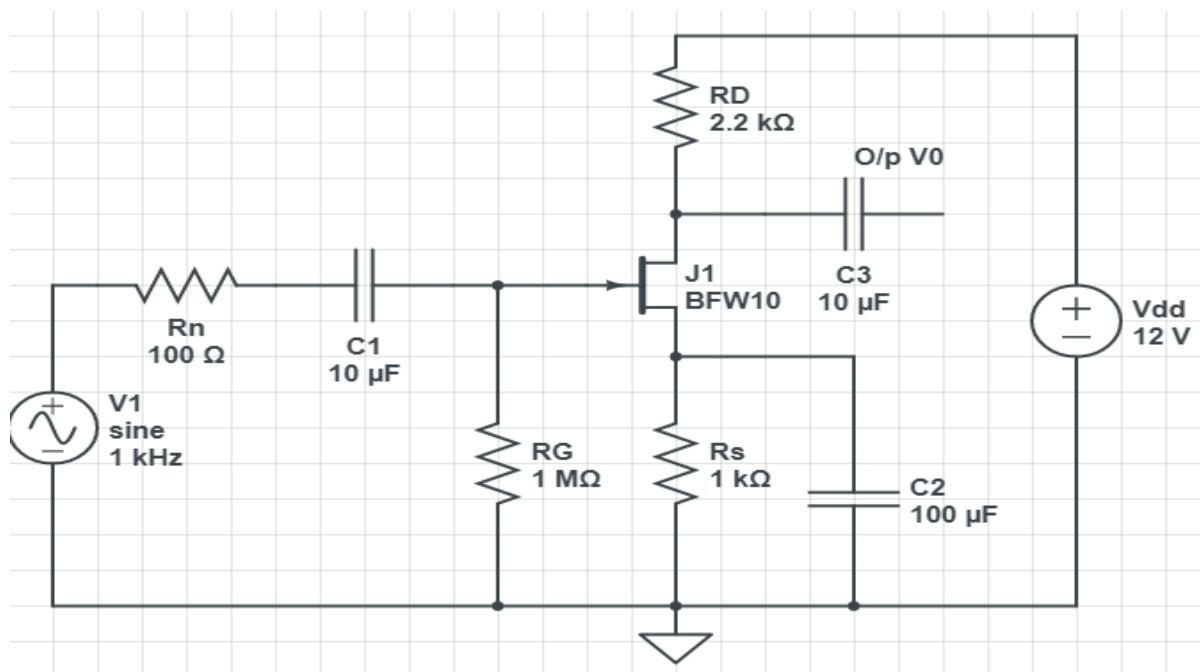 RD
2.2 kΩ
O/p V0
J1
BFW10
C3
10 µF
Vdd
12 V
Rn
100 Ω
C1
10 µF
V1
sine
1 kHz
RG
1 MΩ
Rs
1 kΩ
C2
100 µF